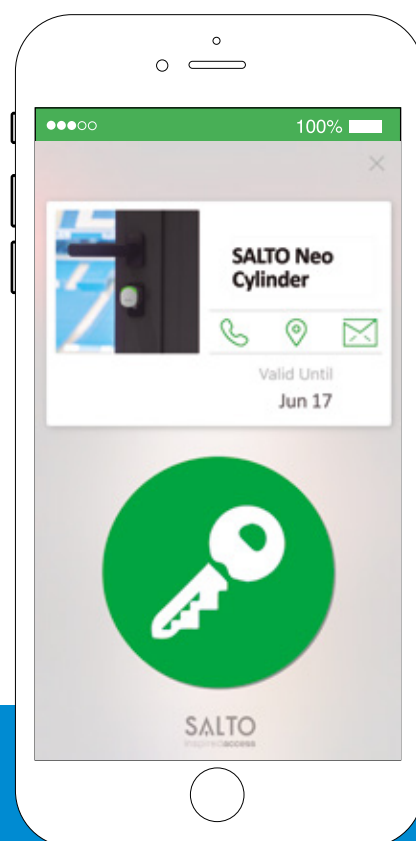 100%
SALTO Neo
Cylinder
Valid Until
Jun 17
SALTO
inspiredaccess